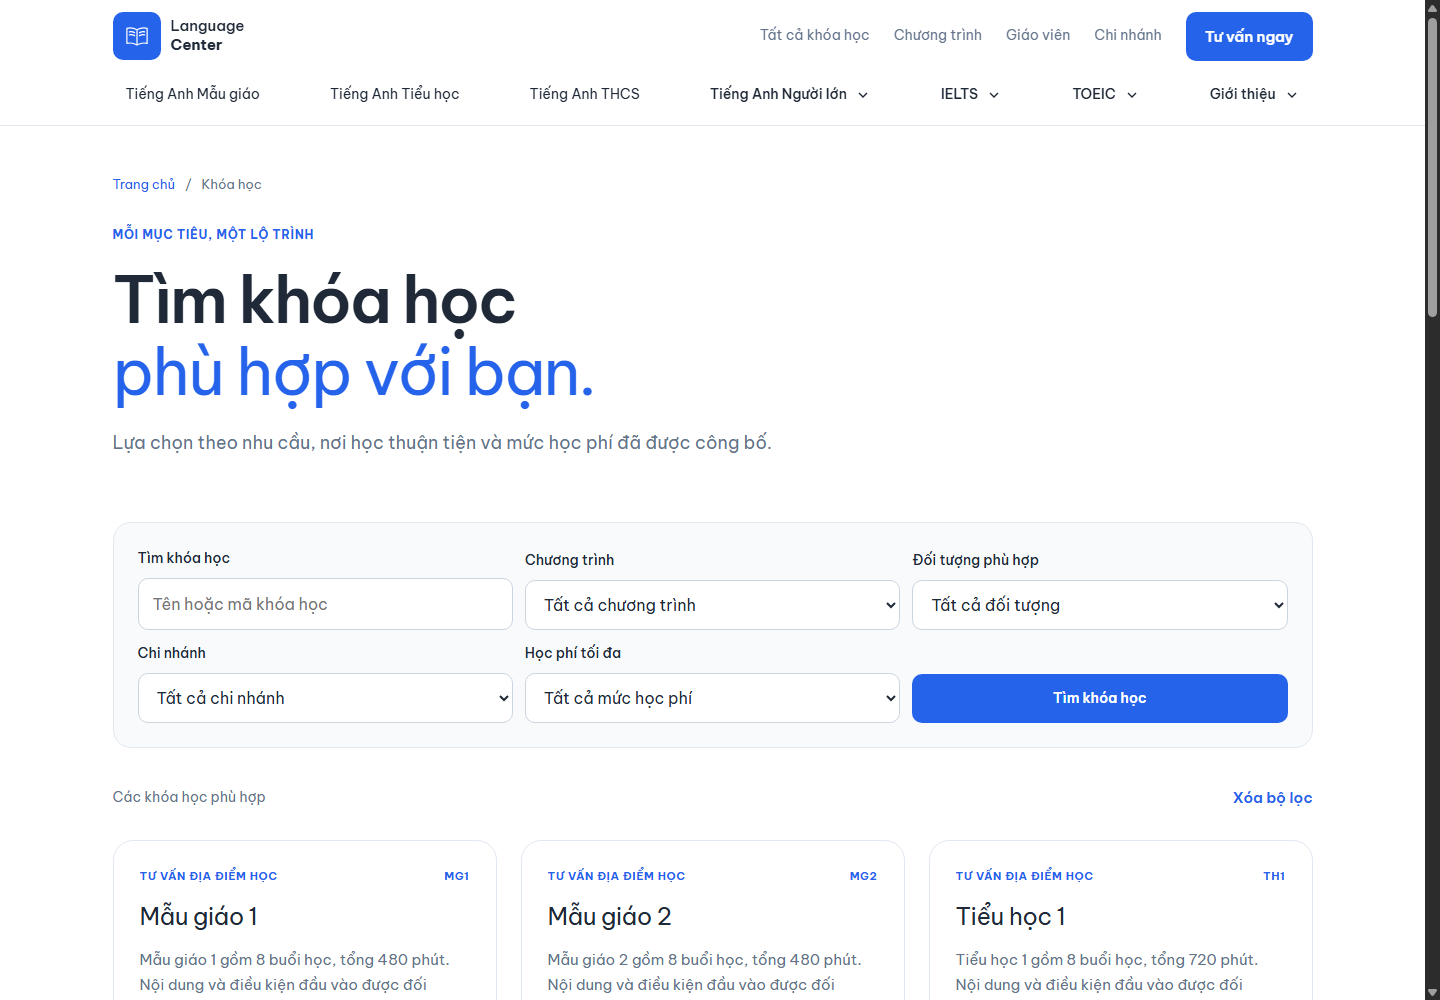 Language
Center
Tất cả khóa học
Chương trình
Giáo viên
Chi nhánh
Tư vấn ngay
Tiếng Anh Mẫu giáo
Tiếng Anh Tiểu học
Tiếng Anh THCS
Tiếng Anh Người lớn
IELTS
TOEIC
Giới thiệu
Trang chủ / Khóa học
MỖI MỤC TIÊU, MỘT LỘ TRÌNH
Tìm khóa học
phù hợp với bạn.
Lựa chọn theo nhu cầu, nơi học thuận tiện và mức học phí đã được công bố.
Tìm khóa học
Chương trình
Đối tượng phù hợp
Tên hoặc mã khóa học
Tất cả chương trình
Tất cả đối tượng
Chi nhánh
Học phí tối đa
Tất cả chi nhánh
Tất cả mức học phí
Tìm khóa học
Các khóa học phù hợp
Xóa bộ lọc
TƯ VẤN ĐỊA ĐIỂM HỌC
MG1
Mẫu giáo 1
Mẫu giáo 1 gồm 8 buổi học, tổng 480 phút.
Nội dung và điều kiện đầu vào được đối
TƯ VẤN ĐỊA ĐIỂM HỌC
MG2
Mẫu giáo 2
Mẫu giáo 2 gồm 8 buổi học, tổng 480 phút.
Nội dung và điều kiện đầu vào được đối
TƯ VẤN ĐỊA ĐIỂM HỌC
TH1
Tiểu học 1
Tiểu học 1 gồm 8 buổi học, tổng 720 phút.
Nội dung và điều kiện đầu vào được đối